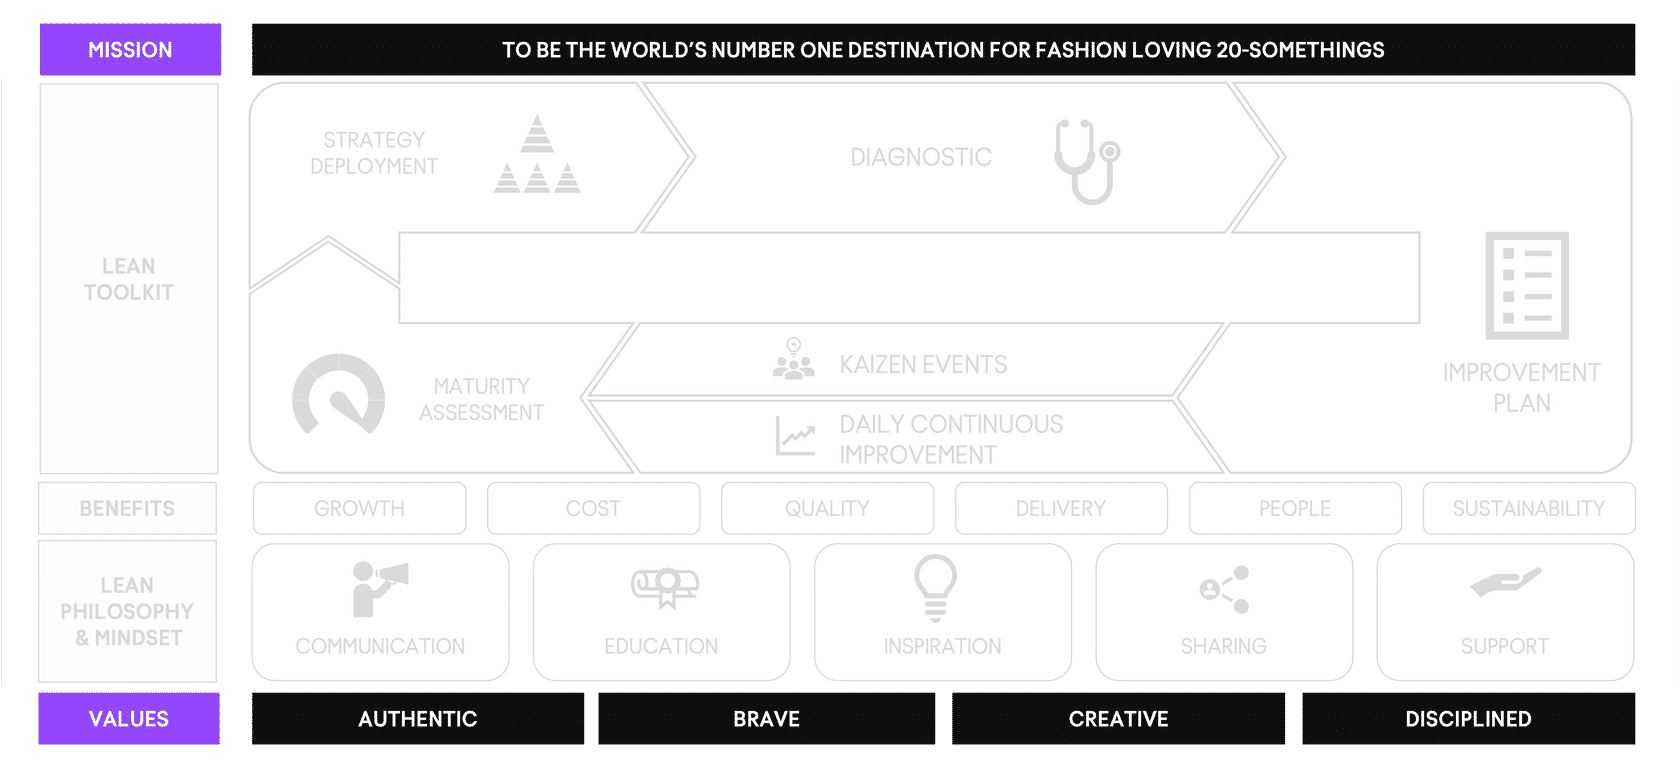 MISSION
TO BE THE WORLD'S NUMBER ONE DESTINATION FOR FASHION LOVING 20-SOMETHINGS
LEAN
TOOLKIT
STRATEGY
DEPLOYMENT
DIAGNOSTIC
MATURITY
ASSESSMENT
KAIZEN EVENTS
DAILY CONTINUOUS
IMPROVEMENT
IMPROVEMENT
PLAN
BENEFITS
GROWTH
COST
QUALITY
DELIVERY
PEOPLE
SUSTAINABILITY
LEAN
PHILOSOPHY
& MINDSET
COMMUNICATION
EDUCATION
INSPIRATION
SHARING
SUPPORT
VALUES
AUTHENTIC
BRAVE
CREATIVE
DISCIPLINED